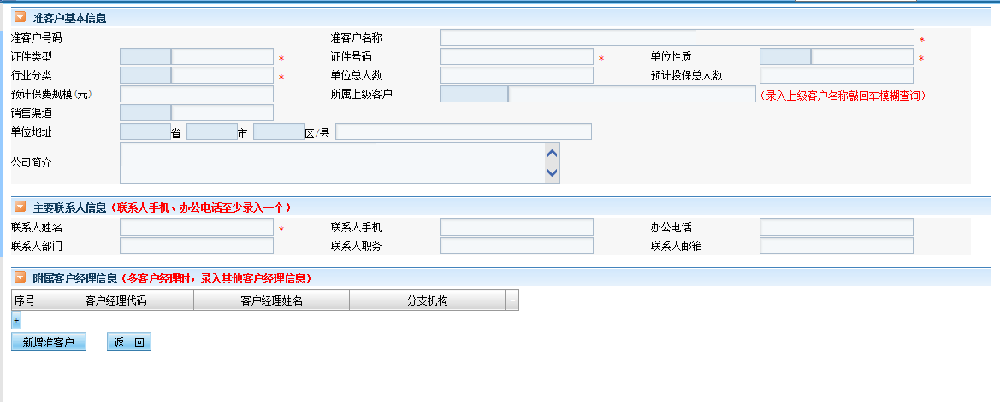 准客户基本信息
准客户号码 准客户名称 *
证件类型 * 证件号码 * 单位性质 *
行业分类 * 单位总人数 预计投保总人数
预计保费规模(元) 所属上级客户 (录入上级客户名称敲回车模糊查询)
销售渠道
单位地址 省 市 区/县
公司简介
主要联系人信息(联系人手机、办公电话至少录入一个)
联系人姓名 * 联系人手机 办公电话
联系人部门 联系人职务 联系人邮箱
附属客户经理信息(多客户经理时，录入其他客户经理信息)
序号 客户经理代码 客户经理姓名 分支机构 −
+
新增准客户 返 回